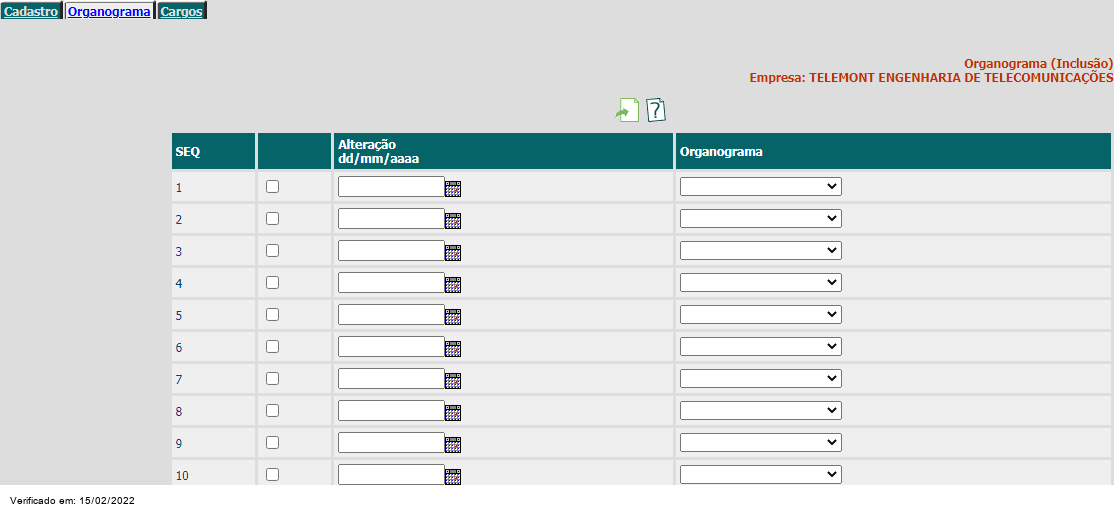 Cadastro Organograma Cargos
Organograma (Inclusão)
Empresa: TELEMONT ENGENHARIA DE TELECOMUNICAÇÕES
?
SEQ Alteração Organograma
dd/mm/aaaa
1
2
3
4
5
6
7
8
9
10
Verificado em: 15/02/2022